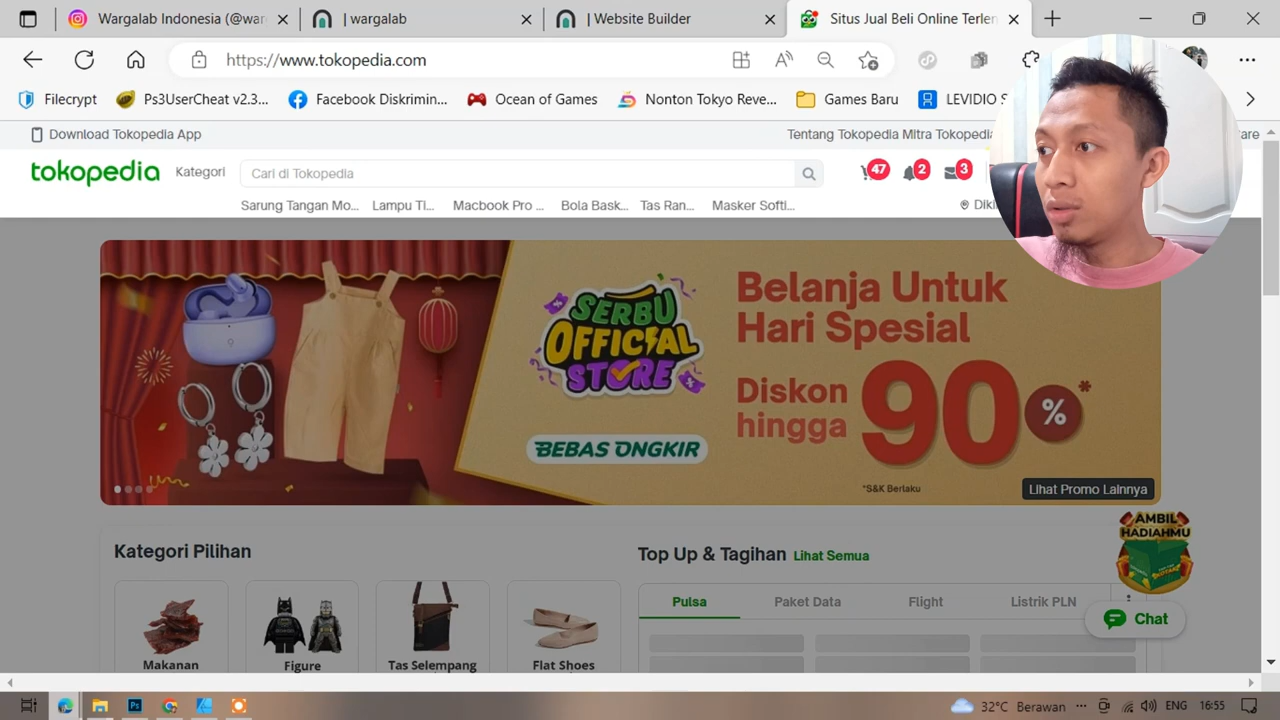 Wargalab Indonesia (@war
| wargalab
| Website Builder
Situs Jual Beli Online Terlen
https://www.tokopedia.com
Filecrypt
Ps3UserCheat v2.3...
Facebook Diskrimin...
Ocean of Games
Nonton Tokyo Reve...
Games Baru
LEVIDIO S
Download Tokopedia App
Tentang Tokopedia Mitra Tokopedia
are
tokopedia
Kategori
Cari di Tokopedia
47
2
3
Sarung Tangan Mo...
Lampu Tl...
Macbook Pro ...
Bola Bask...
Tas Ran...
Masker Softi...
Diki
SERBU
OFFICIAL
STORE
BEBAS ONGKIR
Belanja Untuk
Hari Spesial
Diskon
hingga
90
%*
*S&K Berlaku
Lihat Promo Lainnya
Kategori Pilihan
Top Up & Tagihan Lihat Semua
AMBIL
HADIAHMU
Pulsa
Paket Data
Flight
Listrik PLN
Chat
Makanan
Figure
Tas Selempang
Flat Shoes
32°C Berawan
ENG
16:55